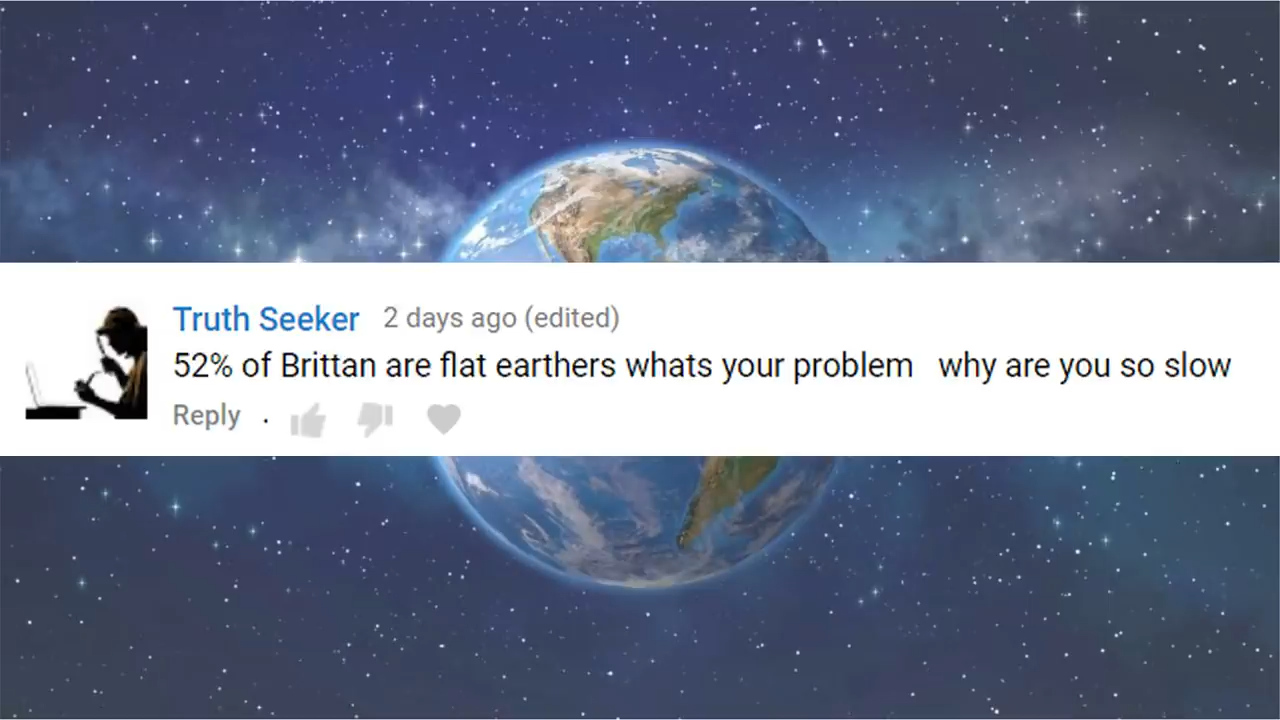 Truth Seeker 2 days ago (edited)
52% of Brittan are flat earthers whats your problem why are you so slow
Reply .